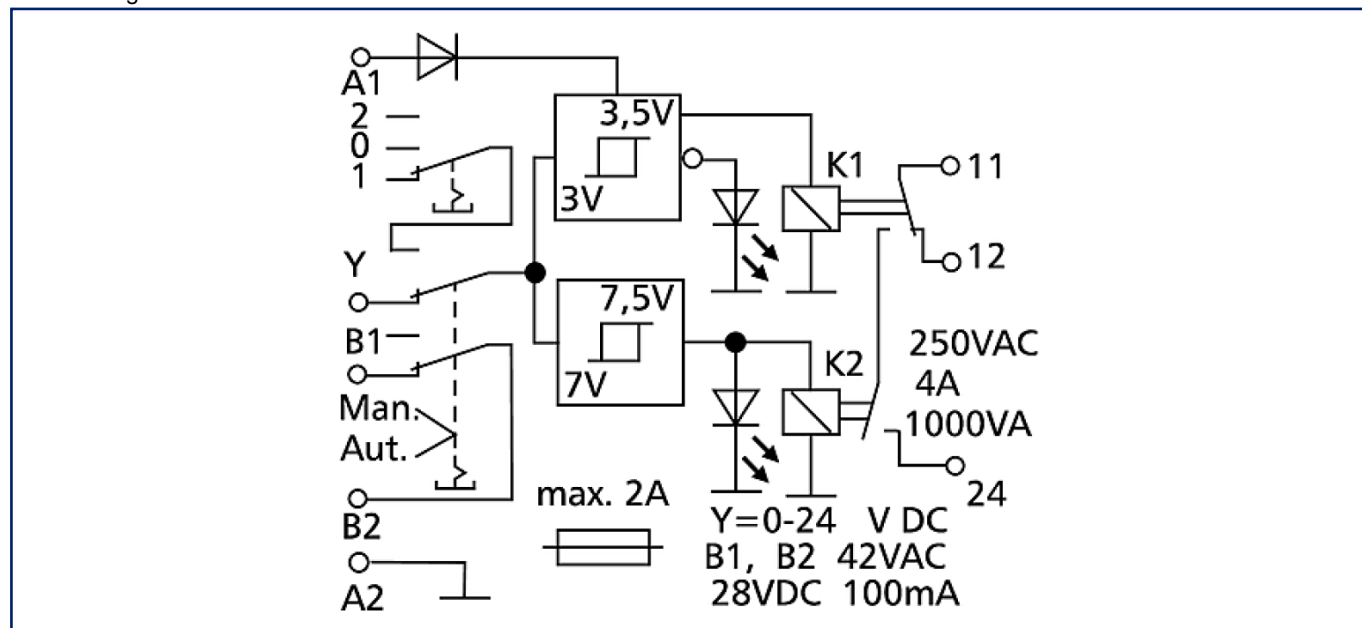 A1
2
0
1
3,5V
3V
K1
11
12
Y
7,5V
7V
B1
K2
250VAC
4A
1000VA
Man.
Aut.
24
max. 2A
B2
Y=0-24 V DC
B1, B2 42VAC
28VDC 100mA
A2